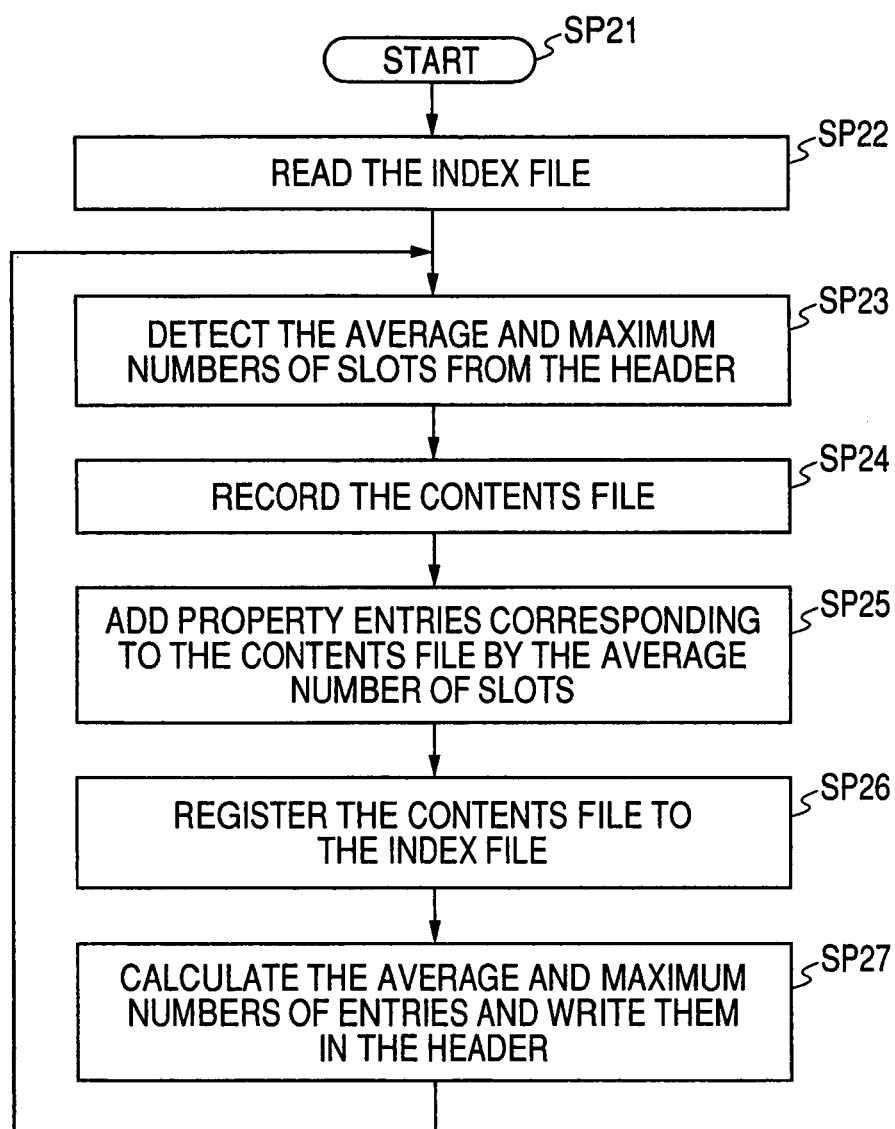 SP21
START
SP22
READ THE INDEX FILE
SP23
DETECT THE AVERAGE AND MAXIMUM
NUMBERS OF SLOTS FROM THE HEADER
SP24
RECORD THE CONTENTS FILE
SP25
ADD PROPERTY ENTRIES CORRESPONDING
TO THE CONTENTS FILE BY THE AVERAGE
NUMBER OF SLOTS
SP26
REGISTER THE CONTENTS FILE TO
THE INDEX FILE
SP27
CALCULATE THE AVERAGE AND MAXIMUM
NUMBERS OF ENTRIES AND WRITE THEM
IN THE HEADER